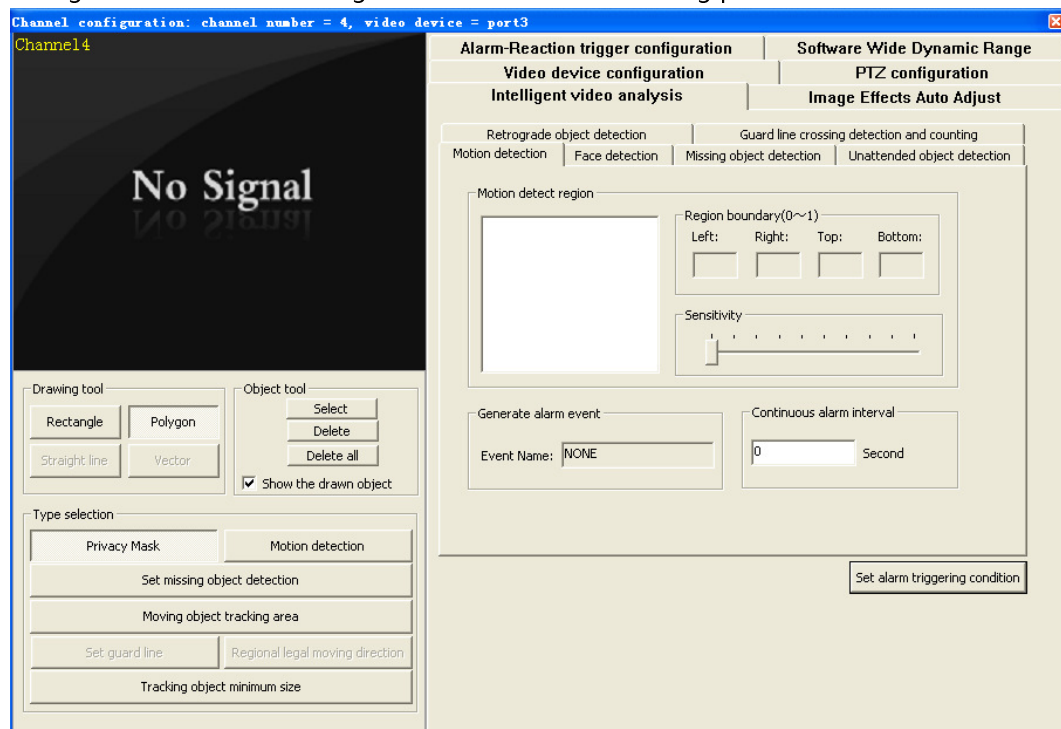 Channel configuration: channel number = 4, video device = port3
Channel4
No Signal
Alarm-Reaction trigger configuration
Software Wide Dynamic Range
Video device configuration
PTZ configuration
Intelligent video analysis
Image Effects Auto Adjust
Retrograde object detection
Guard line crossing detection and counting
Motion detection
Face detection
Missing object detection
Unattended object detection
Motion detect region
Region boundary(0~1)
Left: Right: Top: Bottom:
Sensitivity
Generate alarm event
Event Name: NONE
Continuous alarm interval
0 Second
Set alarm triggering condition
Drawing tool
Rectangle
Polygon
Straight line
Vector
Object tool
Select
Delete
Delete all
Show the drawn object
Type selection
Privacy Mask
Motion detection
Set missing object detection
Moving object tracking area
Set guard line
Regional legal moving direction
Tracking object minimum size